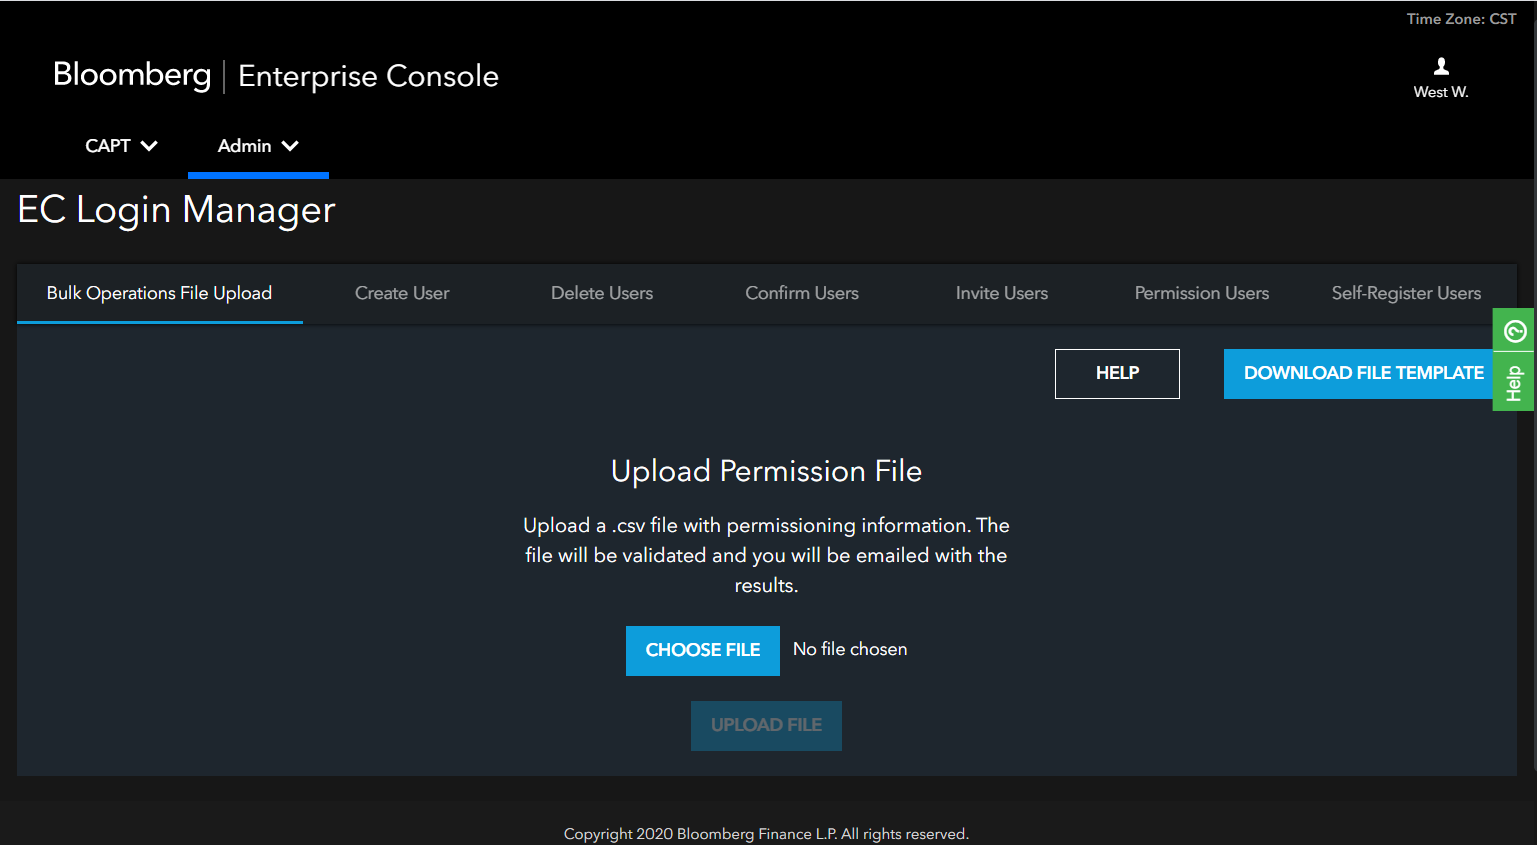 Time Zone: CST
Bloomberg | Enterprise Console
West W.
CAPT Admin
EC Login Manager
Bulk Operations File Upload Create User Delete Users Confirm Users Invite Users Permission Users Self-Register Users
HELP DOWNLOAD FILE TEMPLATE
Help
Upload Permission File
Upload a .csv file with permissioning information. The
file will be validated and you will be emailed with the
results.
CHOOSE FILE No file chosen
UPLOAD FILE
Copyright 2020 Bloomberg Finance L.P. All rights reserved.